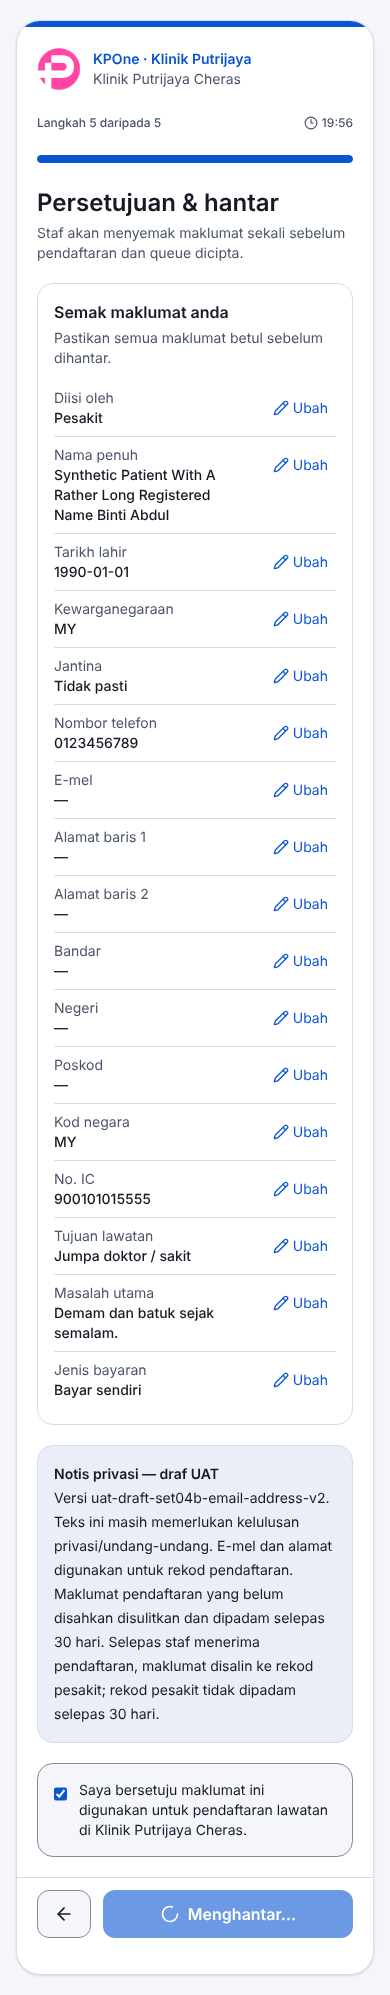 KPOne · Klinik Putrijaya
Klinik Putrijaya Cheras
Langkah 5 daripada 5
19:56
Persetujuan & hantar
Staf akan menyemak maklumat sekali sebelum
pendaftaran dan queue dicipta.
Semak maklumat anda
Pastikan semua maklumat betul sebelum
dihantar.
Diisi oleh
Pesakit
Ubah
Nama penuh
Synthetic Patient With A
Rather Long Registered
Name Binti Abdul
Ubah
Tarikh lahir
1990-01-01
Ubah
Kewarganegaraan
MY
Ubah
Jantina
Tidak pasti
Ubah
Nombor telefon
0123456789
Ubah
E-mel
—
Ubah
Alamat baris 1
—
Ubah
Alamat baris 2
—
Ubah
Bandar
—
Ubah
Negeri
—
Ubah
Poskod
—
Ubah
Kod negara
MY
Ubah
No. IC
900101015555
Ubah
Tujuan lawatan
Jumpa doktor / sakit
Ubah
Masalah utama
Demam dan batuk sejak
semalam.
Ubah
Jenis bayaran
Bayar sendiri
Ubah
Notis privasi — draf UAT
Versi uat-draft-set04b-email-address-v2.
Teks ini masih memerlukan kelulusan
privasi/undang-undang. E-mel dan alamat
digunakan untuk rekod pendaftaran.
Maklumat pendaftaran yang belum
disahkan disulitkan dan dipadam selepas
30 hari. Selepas staf menerima
pendaftaran, maklumat disalin ke rekod
pesakit; rekod pesakit tidak dipadam
selepas 30 hari.
Saya bersetuju maklumat ini
digunakan untuk pendaftaran lawatan
di Klinik Putrijaya Cheras.
Menghantar...